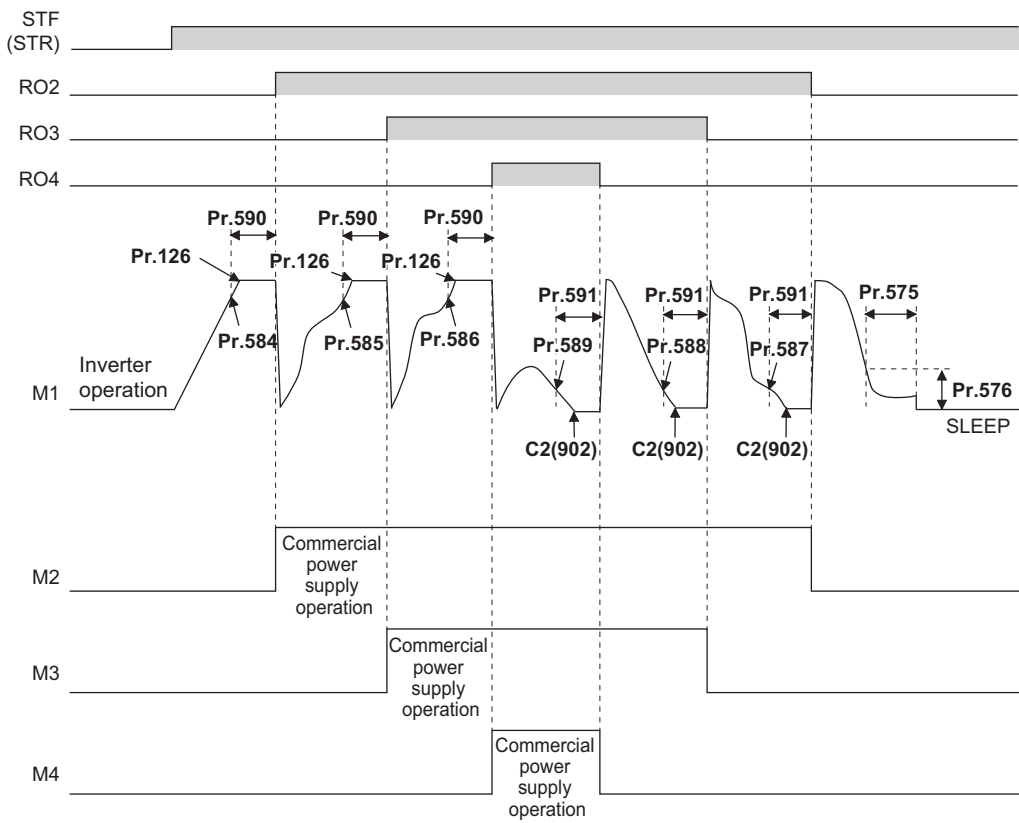 STF
(STR)
RO2
RO3
RO4
Pr.590 Pr.590 Pr.590
Pr.126 Pr.126 Pr.126
Pr.591 Pr.591 Pr.591 Pr.575
Pr.584 Pr.585 Pr.586 Pr.589 Pr.588 Pr.587
Inverter
operation
M1
Pr.576
SLEEP
C2(902) C2(902) C2(902)
M2
Commercial
power
supply
operation
M3
Commercial
power
supply
operation
M4
Commercial
power
supply
operation